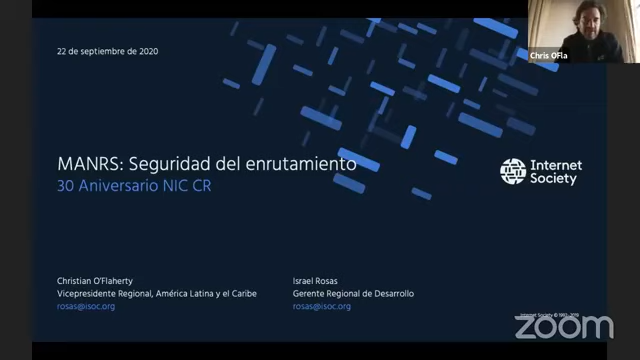 22 de septiembre de 2020
Chris OFla
MANRS: Seguridad del enrutamiento
30 Aniversario NIC CR
Internet
Society
Christian O'Flaherty
Vicepresidente Regional, América Latina y el Caribe
rosas@isoc.org
Israel Rosas
Gerente Regional de Desarrollo
rosas@isoc.org
Internet Society ©
zoom